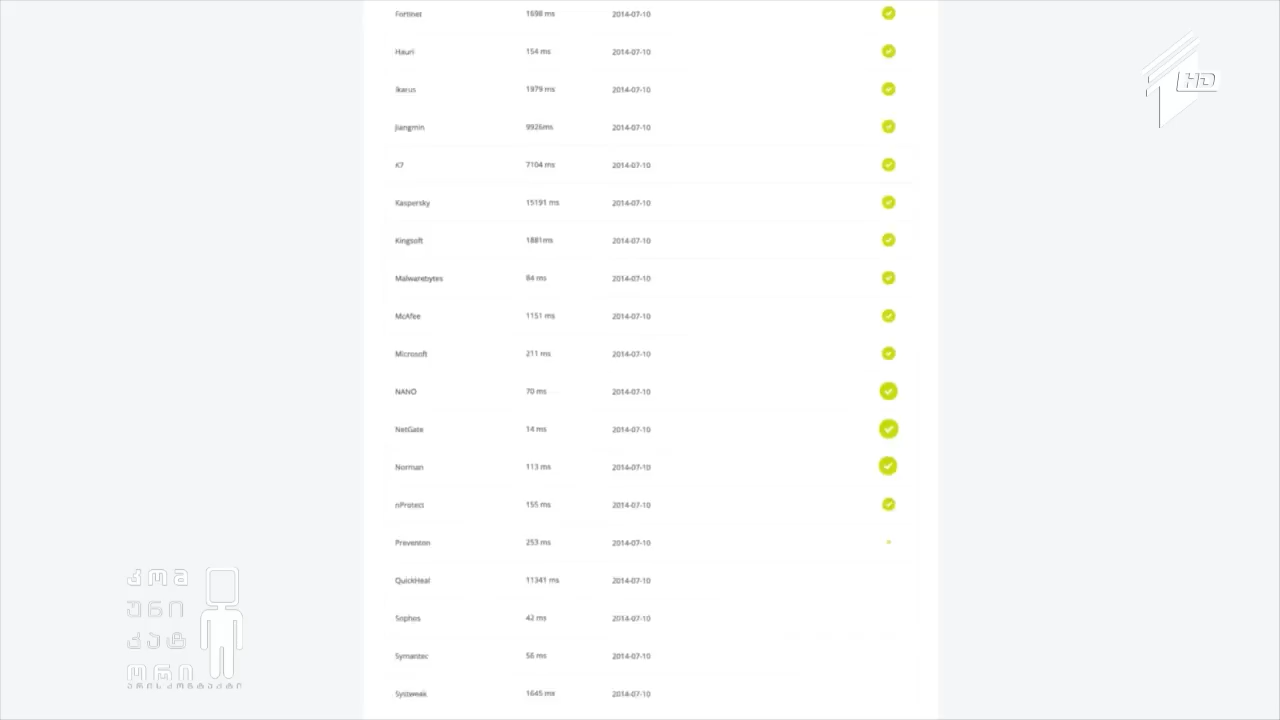 Fortinet 1698 ms 2014-07-10
Hauri 154 ms 2014-07-10
Ikarus 1979 ms 2014-07-10
Jiangmin 9926ms 2014-07-10
K7 7104 ms 2014-07-10
Kaspersky 15191 ms 2014-07-10
Kingsoft 1881ms 2014-07-10
Malwarebytes 84 ms 2014-07-10
McAfee 1151 ms 2014-07-10
Microsoft 211 ms 2014-07-10
NANO 70 ms 2014-07-10
NetGate 14 ms 2014-07-10
Norman 113 ms 2014-07-10
nProtect 155 ms 2014-07-10
Preventon 253 ms 2014-07-10
QuickHeal 11341 ms 2014-07-10
Sophos 42 ms 2014-07-10
Symantec 56 ms 2014-07-10
Systweak 1645 ms 2014-07-10
1 HD